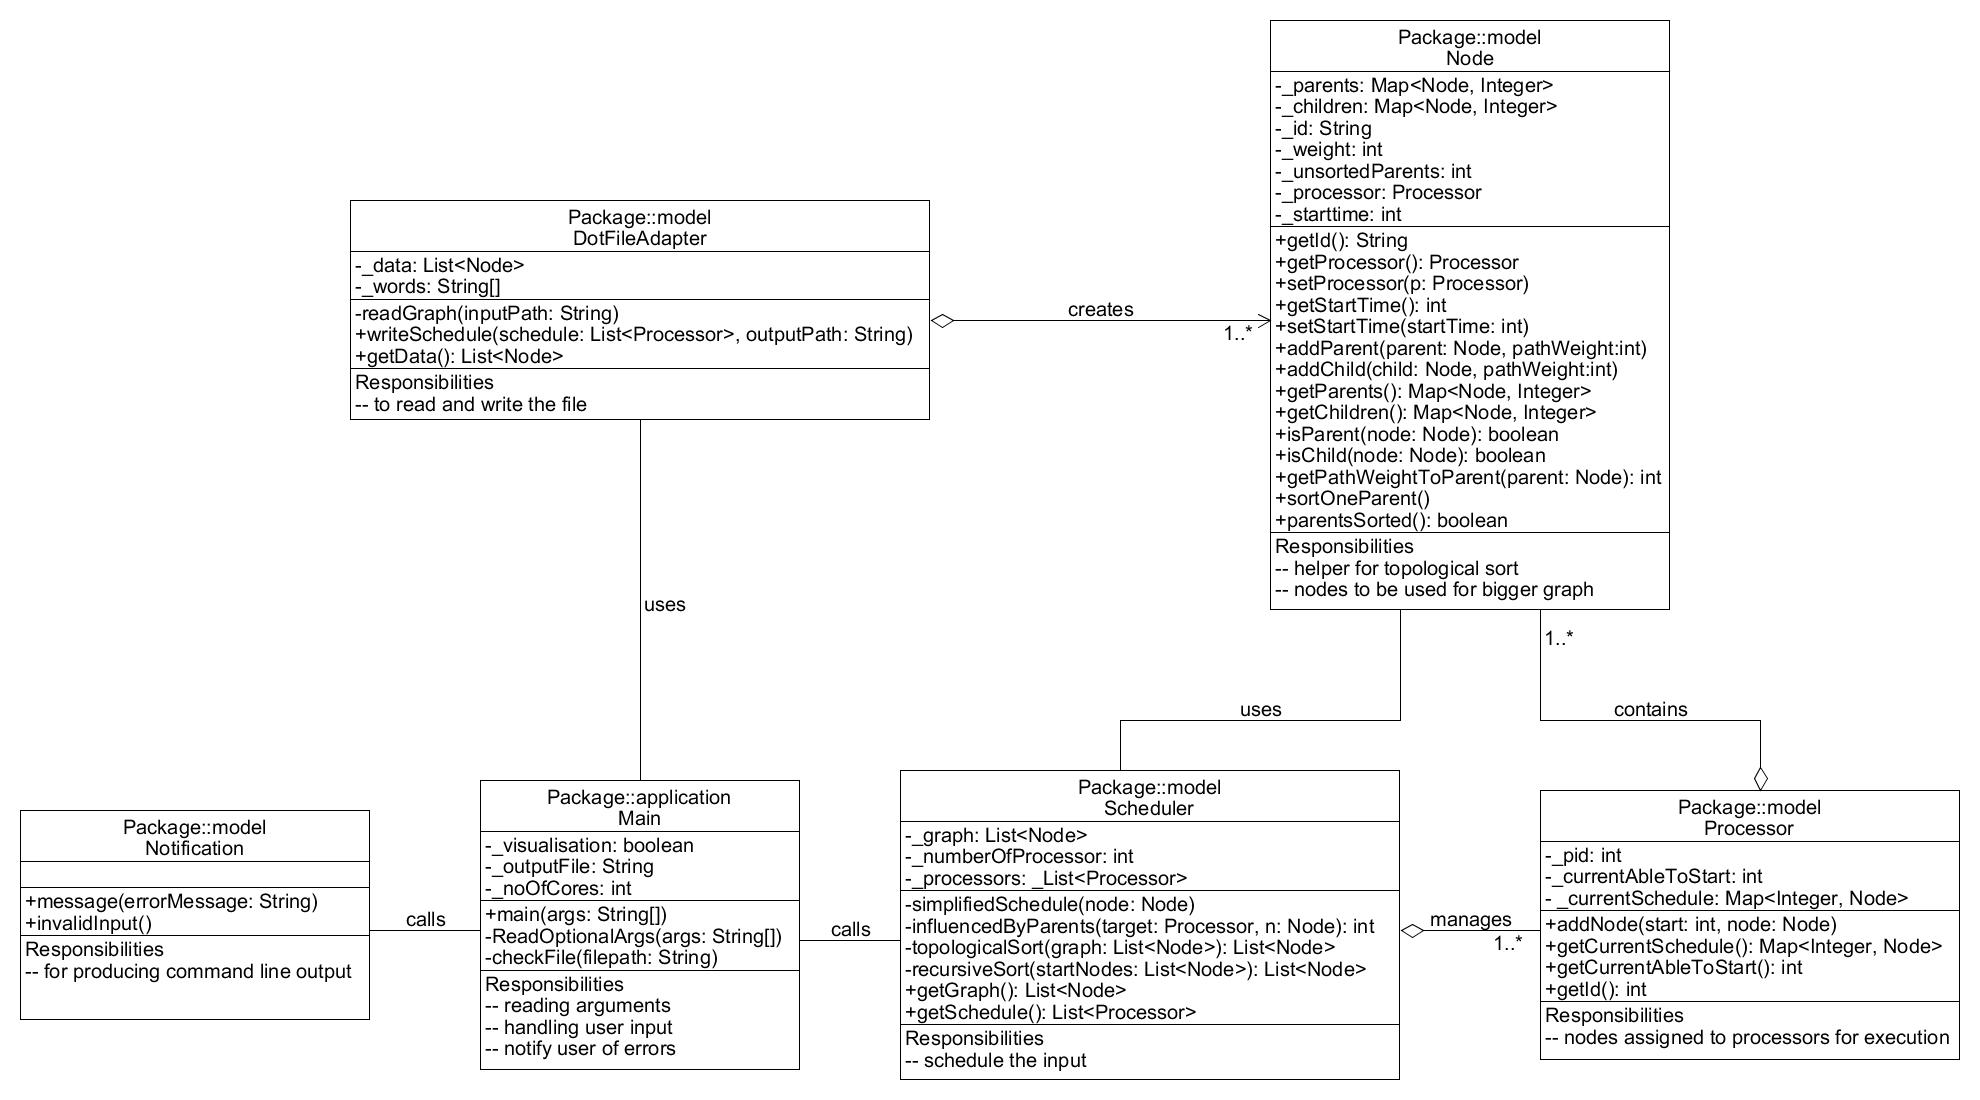 Package::model
Node
-_parents: Map<Node, Integer>
-_children: Map<Node, Integer>
-_id: String
-_weight: int
-_unsortedParents: int
-_processor: Processor
-_starttime: int
+getId(): String
+getProcessor(): Processor
+setProcessor(p: Processor)
+getStartTime(): int
+setStartTime(startTime: int)
+addParent(parent: Node, pathWeight:int)
+addChild(child: Node, pathWeight:int)
+getParents(): Map<Node, Integer>
+getChildren(): Map<Node, Integer>
+isParent(node: Node): boolean
+isChild(node: Node): boolean
+getPathWeightToParent(parent: Node): int
+sortOneParent()
+parentsSorted(): boolean
Responsibilities
-- helper for topological sort
-- nodes to be used for bigger graph
Package::model
DotFileAdapter
-_data: List<Node>
-_words: String[]
-readGraph(inputPath: String)
+writeSchedule(schedule: List<Processor>, outputPath: String)
+getData(): List<Node>
Responsibilities
-- to read and write the file
creates
1..*
uses
1..*
uses
contains
Package::model
Notification
+message(errorMessage: String)
+invalidInput()
Responsibilities
-- for producing command line output
calls
Package::application
Main
-_visualisation: boolean
-_outputFile: String
-_noOfCores: int
+main(args: String[])
-ReadOptionalArgs(args: String[])
-checkFile(filepath: String)
Responsibilities
-- reading arguments
-- handling user input
-- notify user of errors
calls
Package::model
Scheduler
-_graph: List<Node>
-_numberOfProcessor: int
-_processors: _List<Processor>
-simplifiedSchedule(node: Node)
-influencedByParents(target: Processor, n: Node): int
-topologicalSort(graph: List<Node>): List<Node>
-recursiveSort(startNodes: List<Node>): List<Node>
+getGraph(): List<Node>
+getSchedule(): List<Processor>
Responsibilities
-- schedule the input
manages
1..*
Package::model
Processor
-_pid: int
-_currentAbleToStart: int
- _currentSchedule: Map<Integer, Node>
+addNode(start: int, node: Node)
+getCurrentSchedule(): Map<Integer, Node>
+getCurrentAbleToStart(): int
+getId(): int
Responsibilities
-- nodes assigned to processors for execution